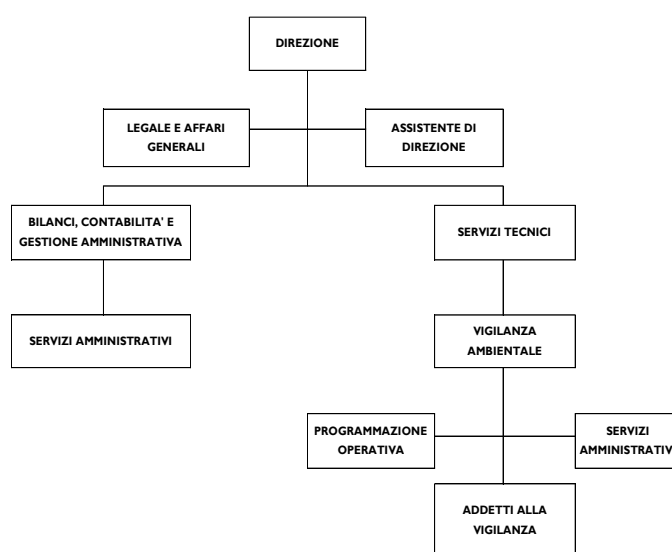 DIREZIONE
LEGALE E AFFARI
GENERALI
ASSISTENTE DI
DIREZIONE
BILANCI, CONTABILITA' E
GESTIONE AMMINISTRATIVA
SERVIZI TECNICI
SERVIZI AMMINISTRATIVI
VIGILANZA
AMBIENTALE
PROGRAMMAZIONE
OPERATIVA
SERVIZI
AMMINISTRATIV
ADDETTI ALLA
VIGILANZA